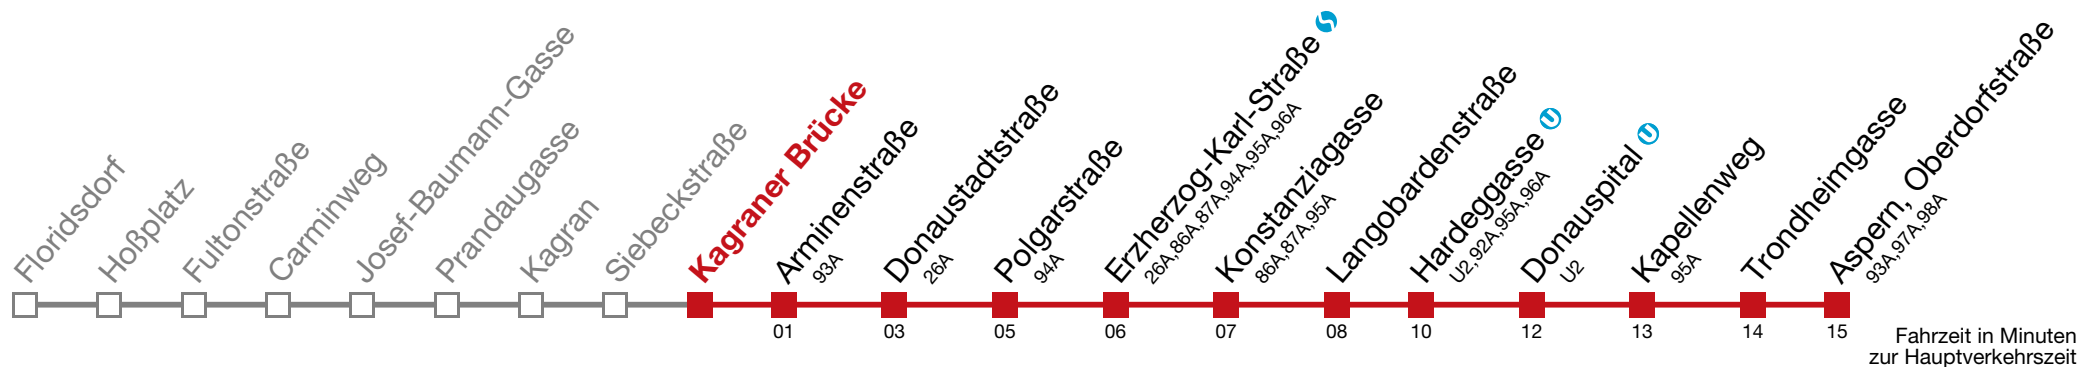 Floridsdorf
Hoßplatz
Fultonstraße
Carminweg
Josef-Baumann-Gasse
Prandaugasse
Kagran
Siebeckstraße
Kagraner Brücke
Arminenstraße
93A
Donaustadtstraße
26A
Polgarstraße
94A
Erzherzog-Karl-Straße
26A,86A,87A,94A,95A,96A
Konstanziagasse
86A,87A,95A
Langobardenstraße
Hardeggasse U
U2,92A,95A,96A
Donauspital U
U2
Kapellenweg
95A
Trondheimgasse
Aspern, Oberdorfstraße
93A,97A,98A
01 03 05 06 07 08 10 12 13 14 15
Fahrzeit in Minuten
zur Hauptverkehrszeit